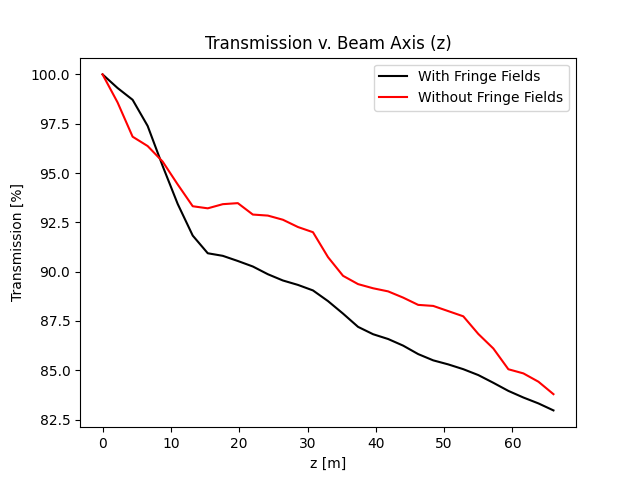 Transmission v. Beam Axis (z)
With Fringe Fields
Without Fringe Fields
Transmission [%]
100.0
97.5
95.0
92.5
90.0
87.5
85.0
82.5
0 10 20 30 40 50 60
z [m]